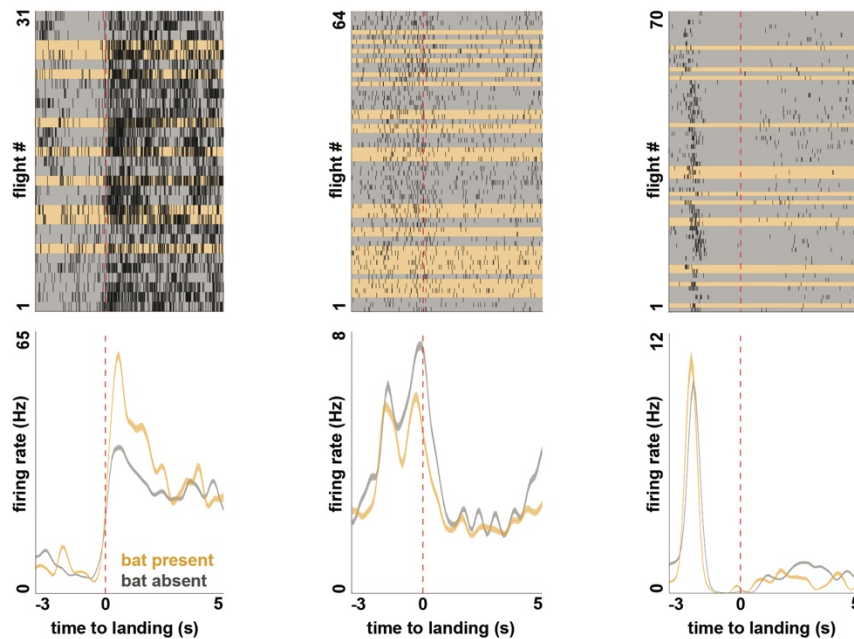 31
flight #
1
64
flight #
1
70
flight #
1
65
firing rate (Hz)
0
bat present
bat absent
-3 0 5
time to landing (s)
8
firing rate (Hz)
0
-3 0 5
time to landing (s)
12
firing rate (Hz)
0
-3 0 5
time to landing (s)